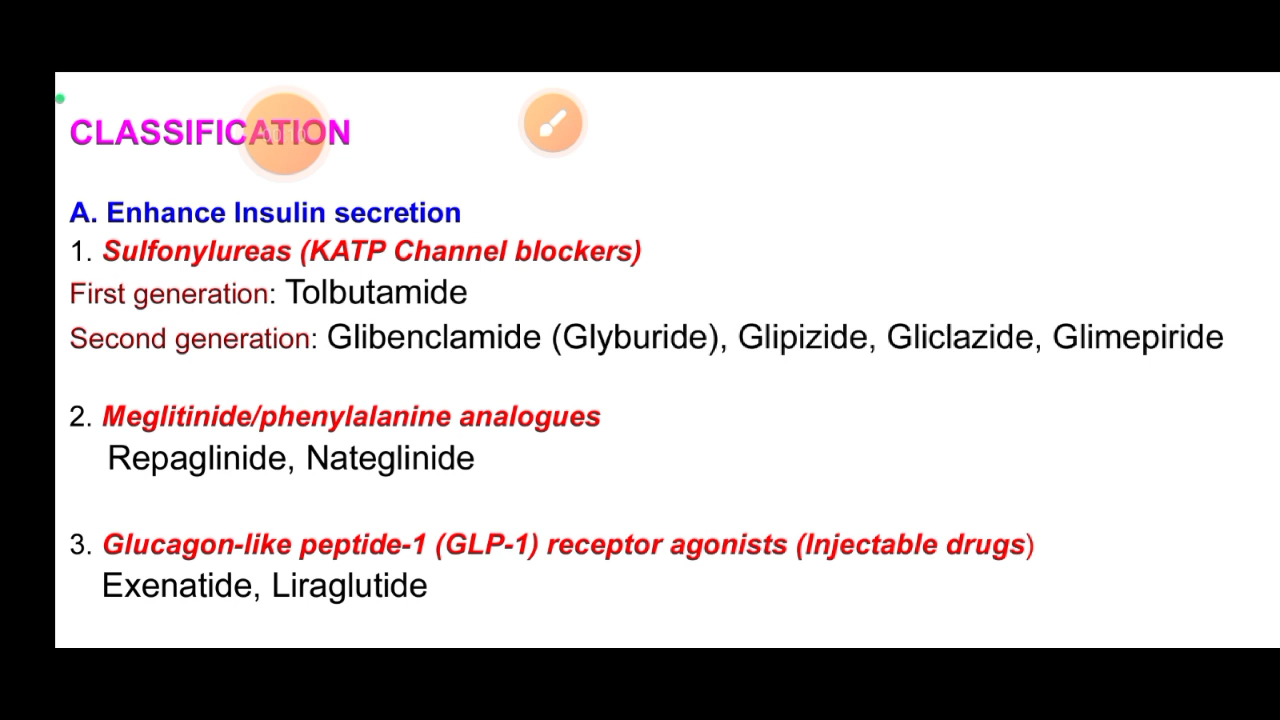 CLASSIFICATION
A. Enhance Insulin secretion
1. Sulfonylureas (KATP Channel blockers)
First generation: Tolbutamide
Second generation: Glibenclamide (Glyburide), Glipizide, Gliclazide, Glimepiride
2. Meglitinide/phenylalanine analogues
Repaglinide, Nateglinide
3. Glucagon-like peptide-1 (GLP-1) receptor agonists (Injectable drugs)
Exenatide, Liraglutide